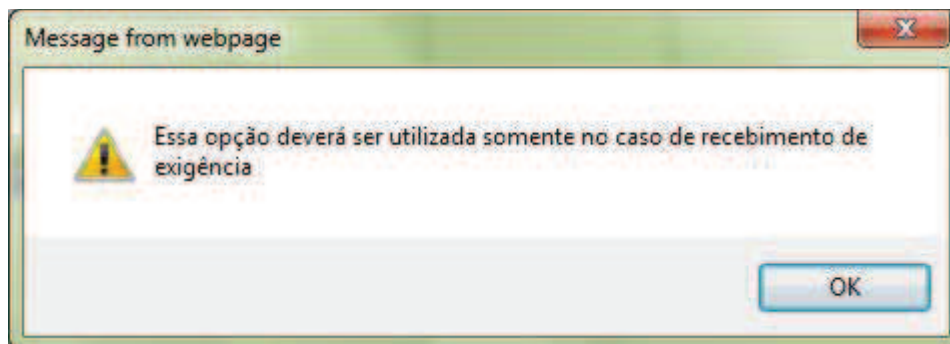 Message from webpage
Essa opção deverá ser utilizada somente no caso de recebimento de
exigência
OK